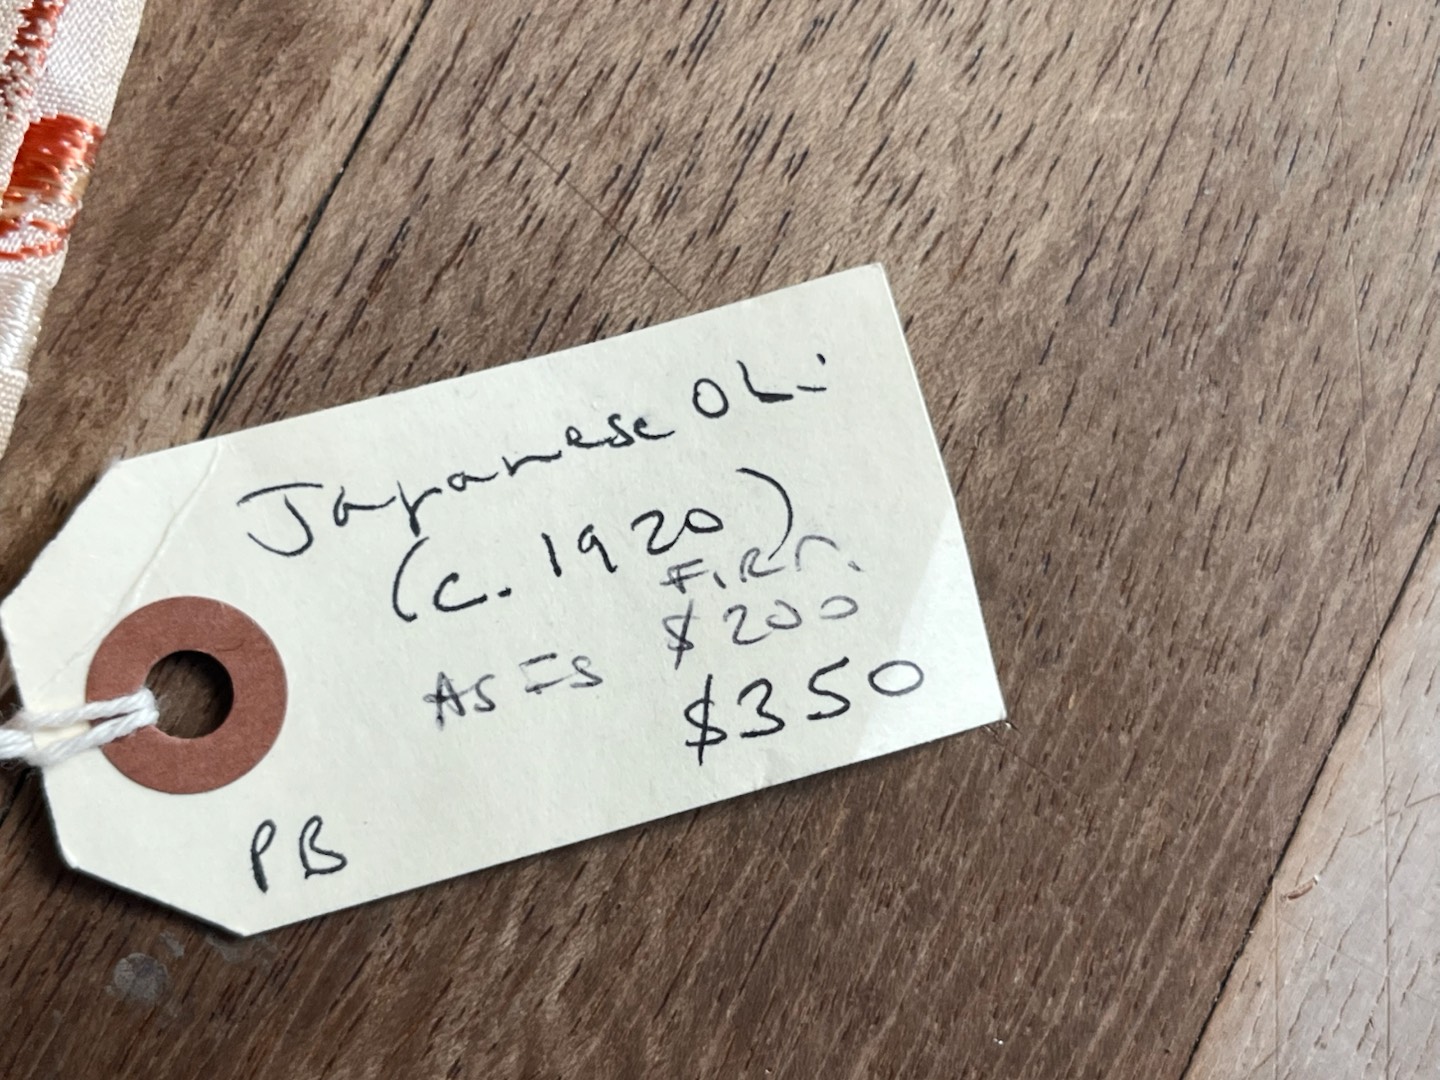 Japanese Obi
(c. 1920)
FIRM.
$200
AS IS
$350
PB